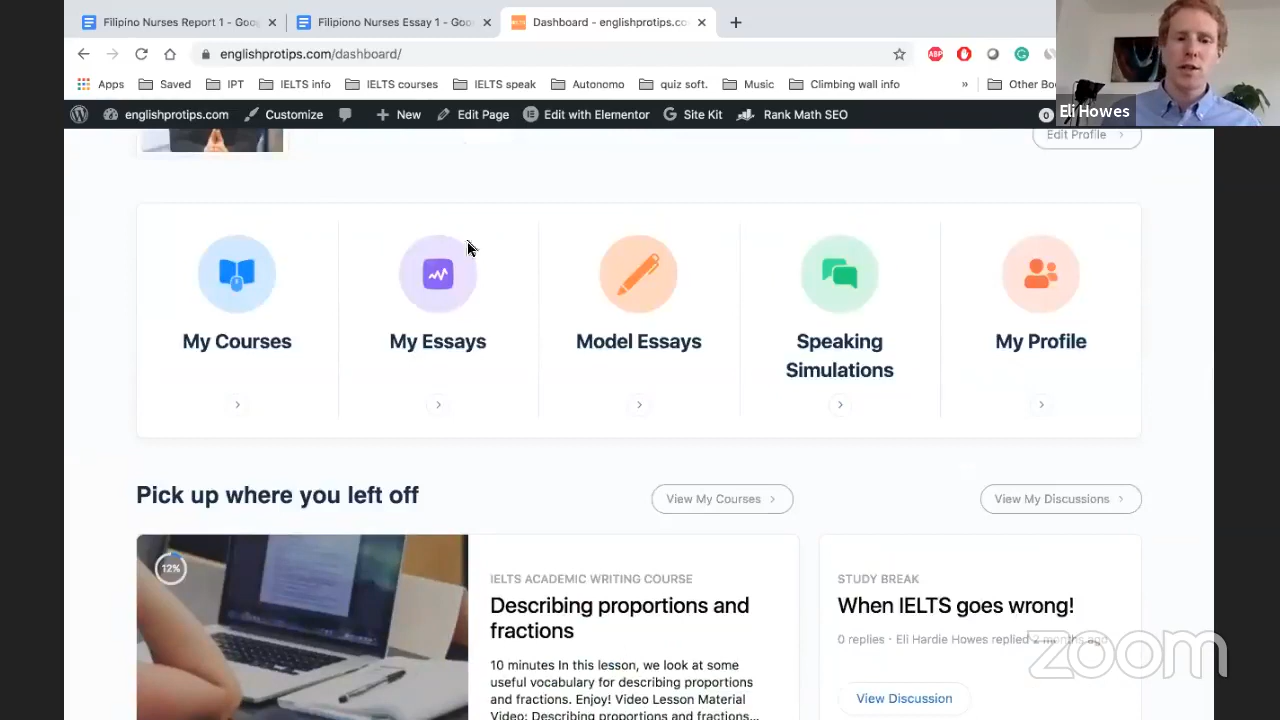 Filipino Nurses Report 1 - Goo
Filipiono Nurses Essay 1 - Goo
Dashboard - englishprotips.co
englishprotips.com/dashboard/
ABP
Apps
Saved
IPT
IELTS info
IELTS courses
IELTS speak
Autonomo
quiz soft.
Music
Climbing wall info
»
Other Bo
englishprotips.com
Customize
New
Edit Page
Edit with Elementor
Site Kit
Rank Math SEO
0
Eli Howes
Edit Profile
My Courses
My Essays
Model Essays
Speaking
Simulations
My Profile
Pick up where you left off
View My Courses
View My Discussions
12%
IELTS ACADEMIC WRITING COURSE
Describing proportions and
fractions
10 minutes In this lesson, we look at some
useful vocabulary for describing proportions
and fractions. Enjoy! Video Lesson Material
Video: Describing proportions and fractions...
STUDY BREAK
When IELTS goes wrong!
0 replies · Eli Hardie Howes replied 2 months ago
View Discussion
zoom